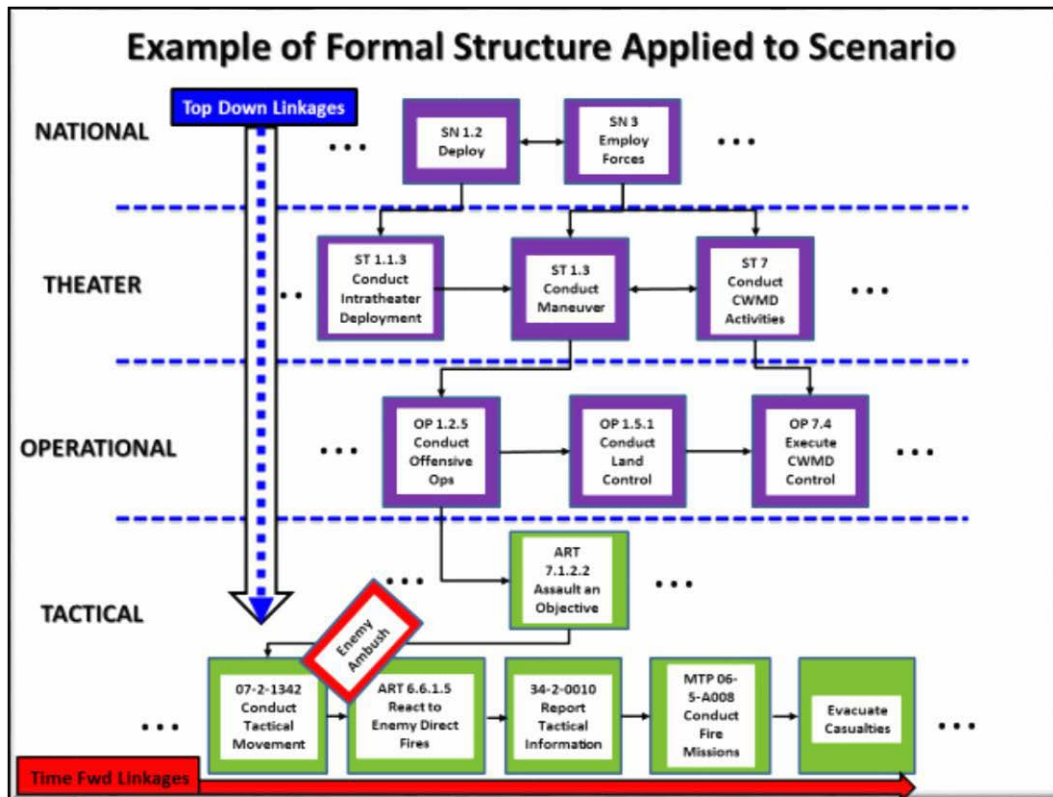 Example of Formal Structure Applied to Scenario
Top Down Linkages
NATIONAL
• • •
SN 1.2
Deploy
SN 3
Employ
Forces
• • •
THEATER
• •
ST 1.1.3
Conduct
Intratheater
Deployment
ST 1.3
Conduct
Maneuver
ST 7
Conduct
CWMD
Activities
• • •
OPERATIONAL
• • •
OP 1.2.5
Conduct
Offensive
Ops
OP 1.5.1
Conduct
Land
Control
OP 7.4
Execute
CWMD
Control
• • •
TACTICAL
• • •
ART
7.1.2.2
Assault an
Objective
• • •
Enemy
Ambush
• • •
07-2-1342
Conduct
Tactical
Movement
ART 6.6.1.5
React to
Enemy Direct
Fires
34-2-0010
Report
Tactical
Information
MTP 06-
5-A008
Conduct
Fire
Missions
Evacuate
Casualties
• • •
Time Fwd Linkages